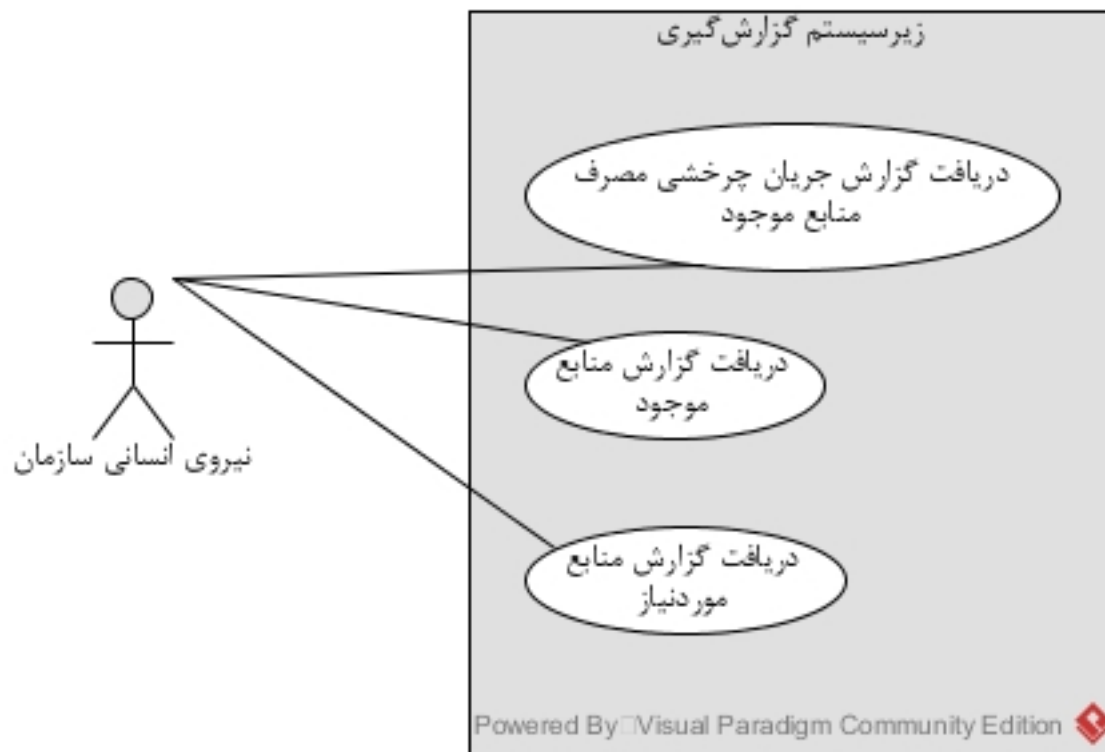 زیرسیستم گزارش‌گیری
دریافت گزارش جریان چرخشی مصرف
منابع موجود
دریافت گزارش منابع
موجود
نیروی انسانی سازمان
دریافت گزارش منابع
موردنیاز
Powered By Visual Paradigm Community Edition